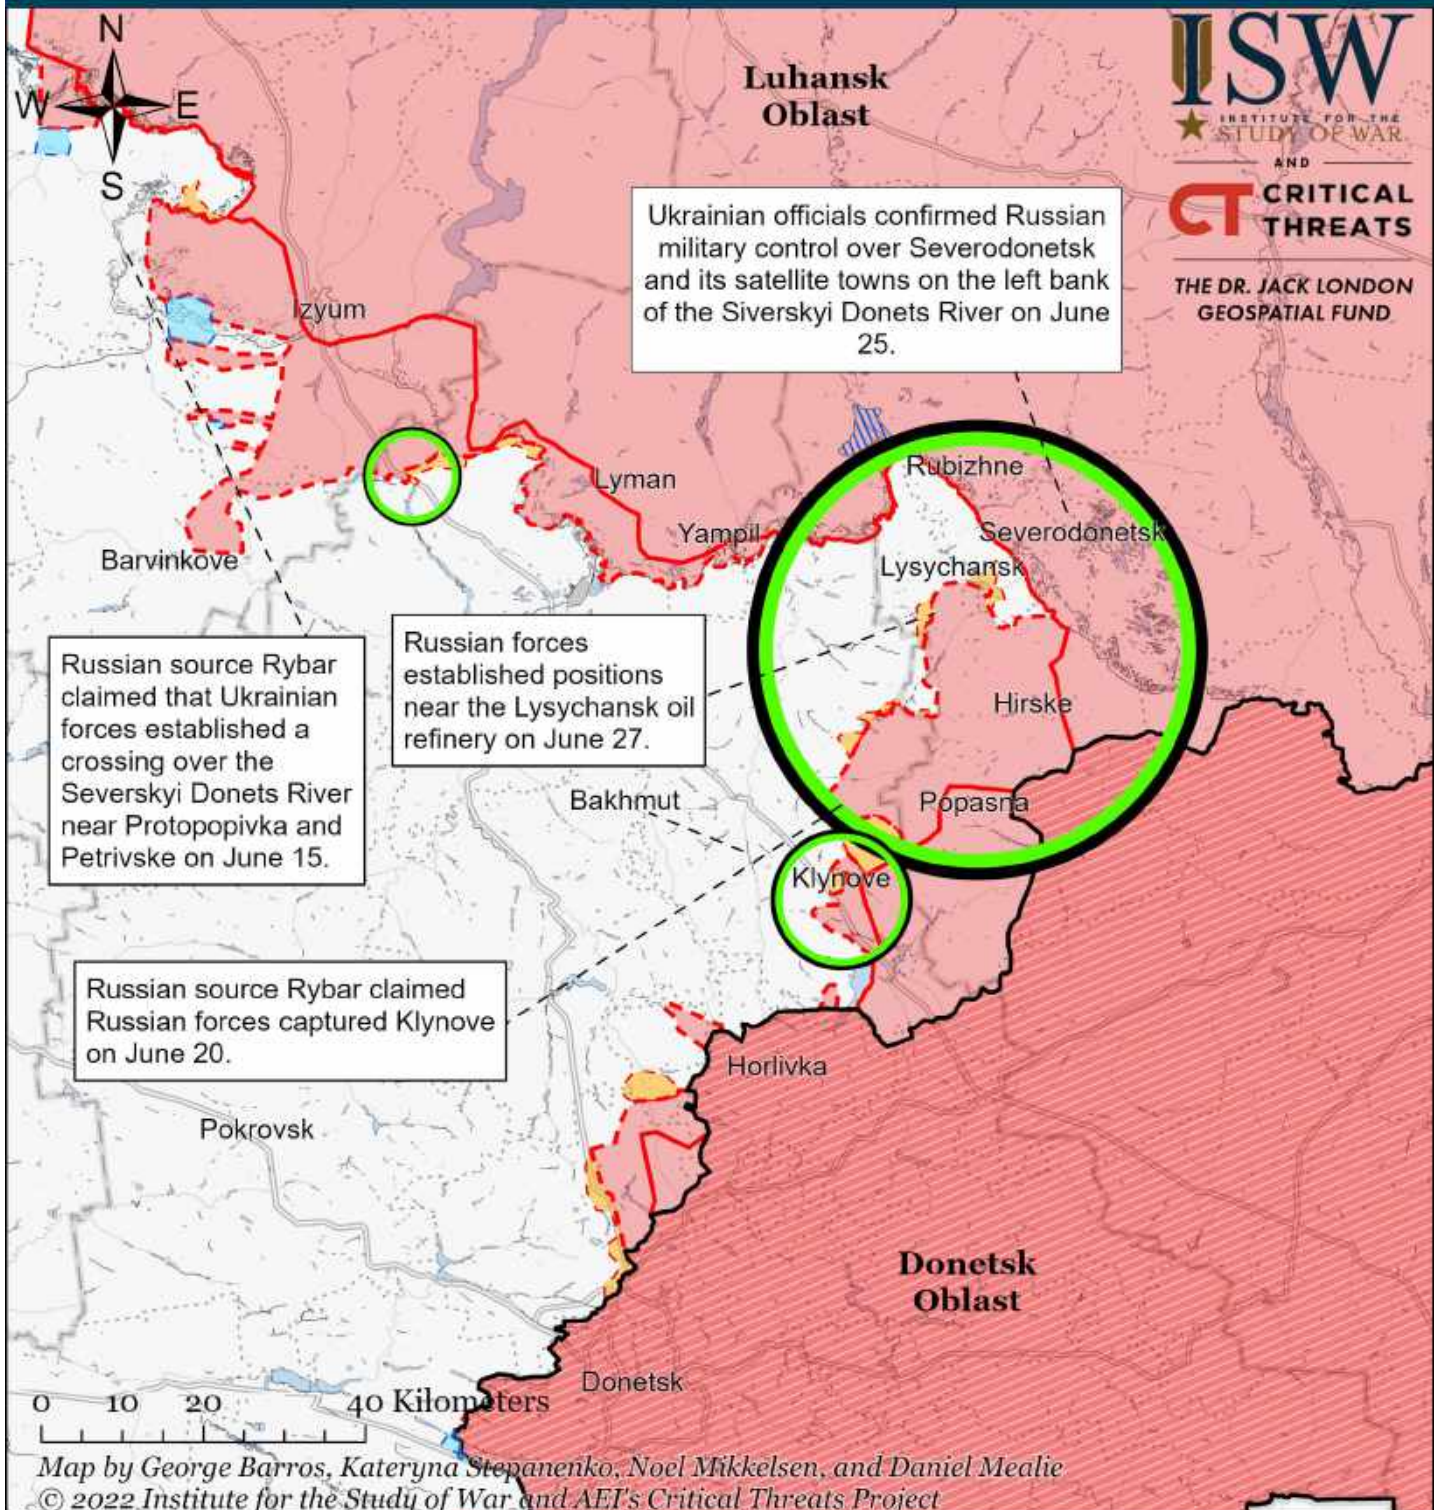 N
W
E
S
Luhansk
Oblast
ISW
INSTITUTE FOR THE
STUDY OF WAR
AND
CT CRITICAL
THREATS
THE DR. JACK LONDON
GEOSPATIAL FUND
Ukrainian officials confirmed Russian
military control over Severodonetsk
and its satellite towns on the left bank
of the Siverskyi Donets River on June
25.
Izyum
Rubizhne
Lyman
Yampil
Severodonetsk
Barvinkove
Lysychansk
Russian source Rybar
claimed that Ukrainian
forces established a
crossing over the
Severskyi Donets River
near Protopopivka and
Petrivske on June 15.
Russian forces
established positions
near the Lysychansk oil
refinery on June 27.
Hirske
Bakhmut
Popasna
Klynove
Russian source Rybar claimed
Russian forces captured Klynove
on June 20.
Horlivka
Pokrovsk
Donetsk
Oblast
Donetsk
0 10 20 40 Kilometers
Map by George Barros, Kateryna Stepanenko, Noel Mikkelsen, and Daniel Mealie
© 2022 Institute for the Study of War and AEI's Critical Threats Project